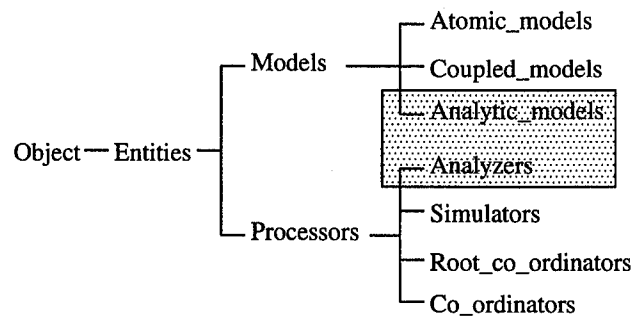 Atomic_models
Models
Coupled_models
Analytic_models
Object
Entities
Analyzers
Simulators
Processors
Root_co_ordinators
Co_ordinators